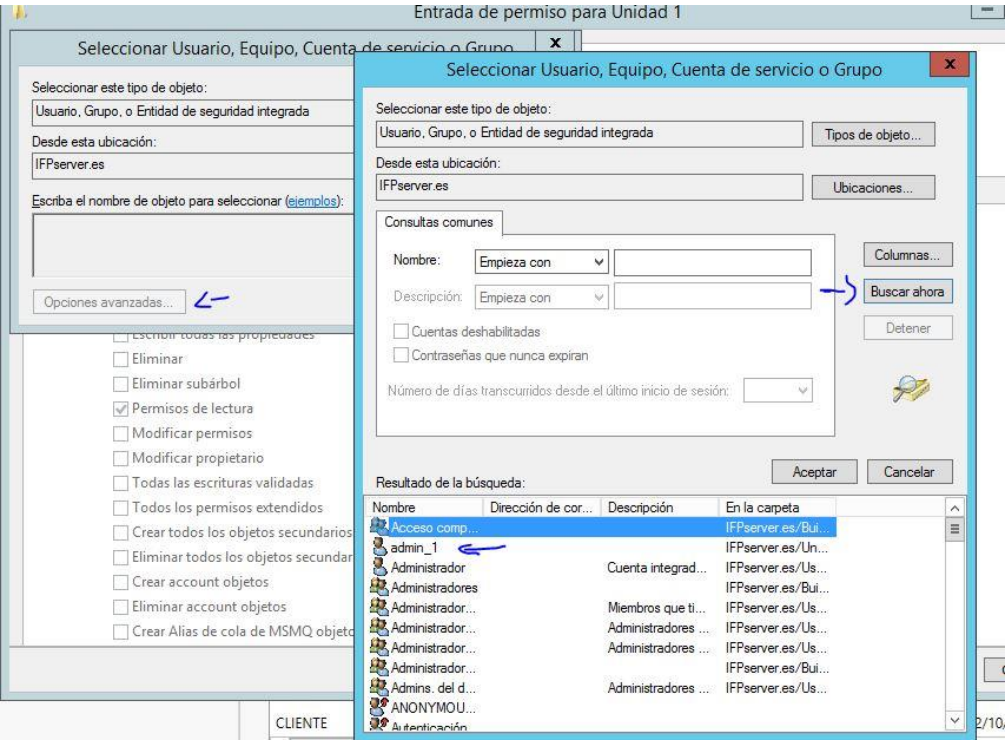 Entrada de permiso para Unidad 1
Seleccionar Usuario, Equipo, Cuenta de servicio o Grupo
x
Seleccionar este tipo de objeto:
Usuario, Grupo, o Entidad de seguridad integrada
Desde esta ubicación:
IFPserver.es
Escriba el nombre de objeto para seleccionar (ejemplos):
Opciones avanzadas...
Escribir todas las propiedades
Eliminar
Eliminar subárbol
Permisos de lectura
Modificar permisos
Modificar propietario
Todas las escrituras validadas
Todos los permisos extendidos
Crear todos los objetos secundarios
Eliminar todos los objetos secundar
Crear account objetos
Eliminar account objetos
Crear Alias de cola de MSMQ objeto
CLIENTE
Seleccionar Usuario, Equipo, Cuenta de servicio o Grupo
x
Seleccionar este tipo de objeto:
Usuario, Grupo, o Entidad de seguridad integrada
Tipos de objeto...
Desde esta ubicación:
IFPserver.es
Ubicaciones...
Consultas comunes
Nombre: Empieza con
Columnas...
Descripción: Empieza con
Buscar ahora
Cuentas deshabilitadas
Detener
Contraseñas que nunca expiran
Número de días transcurridos desde el último inicio de sesión:
Aceptar Cancelar
Resultado de la búsqueda:
Nombre Dirección de cor... Descripción En la carpeta
Acceso comp... IFPserver.es/Bui...
admin_1 IFPserver.es/Un...
Administrador Cuenta integrad... IFPserver.es/Us...
Administradores IFPserver.es/Bui...
Administrador... Miembros que ti... IFPserver.es/Us...
Administrador... Administradores ... IFPserver.es/Us...
Administrador... Administradores ... IFPserver.es/Us...
Administrador... IFPserver.es/Bui...
Admins. del d... Administradores ... IFPserver.es/Us...
ANONYMOU...
Autenticación
2/10/